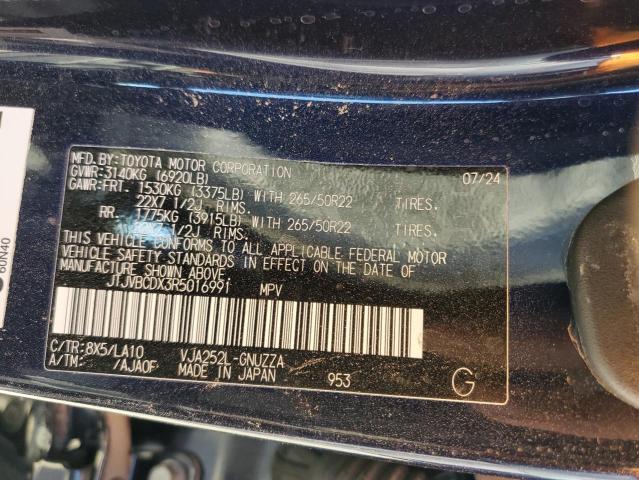 MFD. BY: TOYOTA MOTOR CORPORATION 07/24
GVWR: 3140KG (6920LB)
GAWR: FRT. 1530KG (3375LB) WITH 265/50R22 TIRES.
22X7 1/2J RIMS.
RR. 1775KG (3915LB) WITH 265/50R22 TIRES.
22X7 1/2J RIMS.
THIS VEHICLE CONFORMS TO ALL APPLICABLE FEDERAL MOTOR
VEHICLE SAFETY STANDARDS IN EFFECT ON THE DATE OF
MANUFACTURE SHOWN ABOVE.
JTJVBCDX3R5016991 MPV
C/TR: 8X5/LA10 VJA252L-GNUZZA
A/TM: /AJA0F MADE IN JAPAN 953 G
60N40